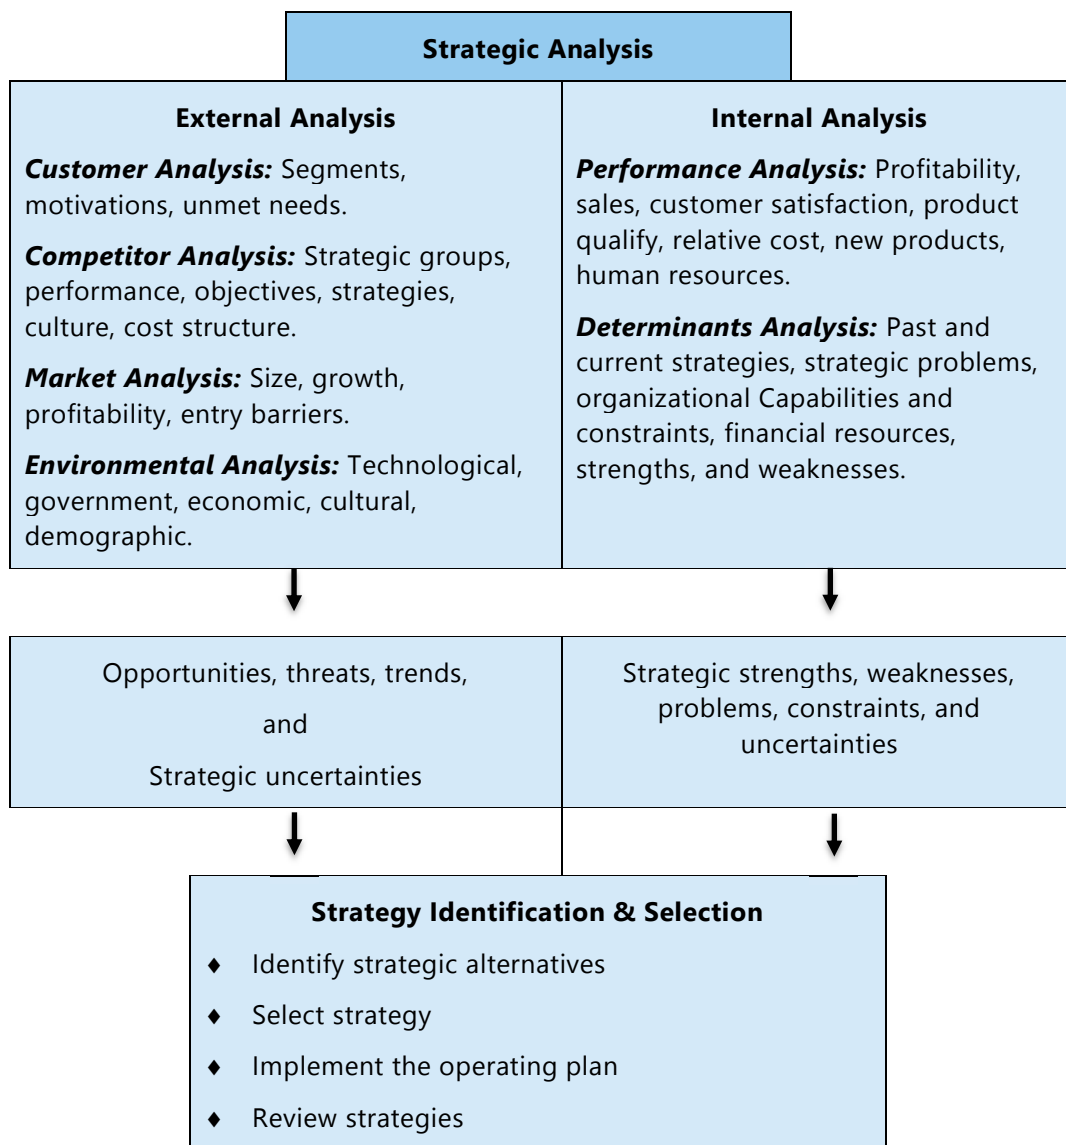 Strategic Analysis
External Analysis
Customer Analysis: Segments,
motivations, unmet needs.
Competitor Analysis: Strategic groups,
performance, objectives, strategies,
culture, cost structure.
Market Analysis: Size, growth,
profitability, entry barriers.
Environmental Analysis: Technological,
government, economic, cultural,
demographic.
Internal Analysis
Performance Analysis: Profitability,
sales, customer satisfaction, product
qualify, relative cost, new products,
human resources.
Determinants Analysis: Past and
current strategies, strategic problems,
organizational Capabilities and
constraints, financial resources,
strengths, and weaknesses.
Opportunities, threats, trends,
and
Strategic uncertainties
Strategic strengths, weaknesses,
problems, constraints, and
uncertainties
Strategy Identification & Selection
♦ Identify strategic alternatives
♦ Select strategy
♦ Implement the operating plan
♦ Review strategies